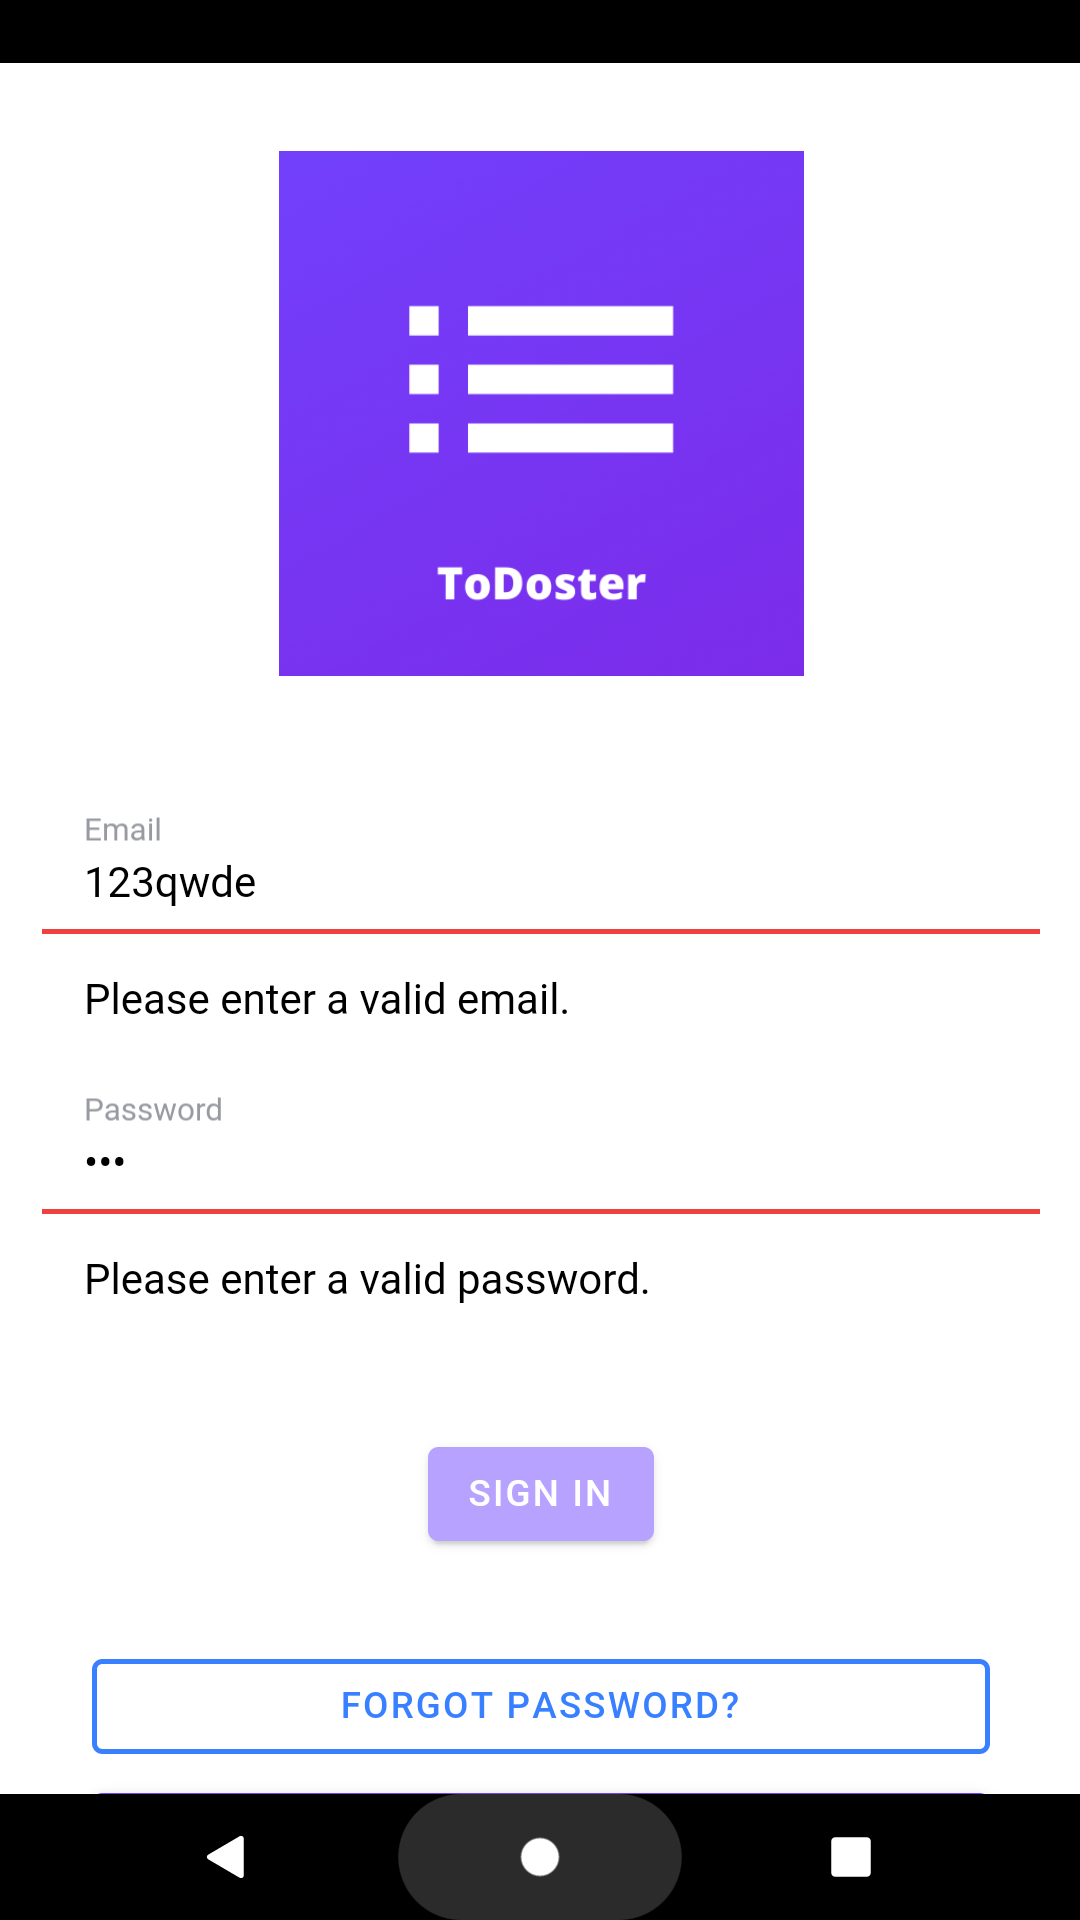 ToDoster
Email
123qwde
Please enter a valid email.
Password
•••
Please enter a valid password.
SIGN IN
FORGOT PASSWORD?